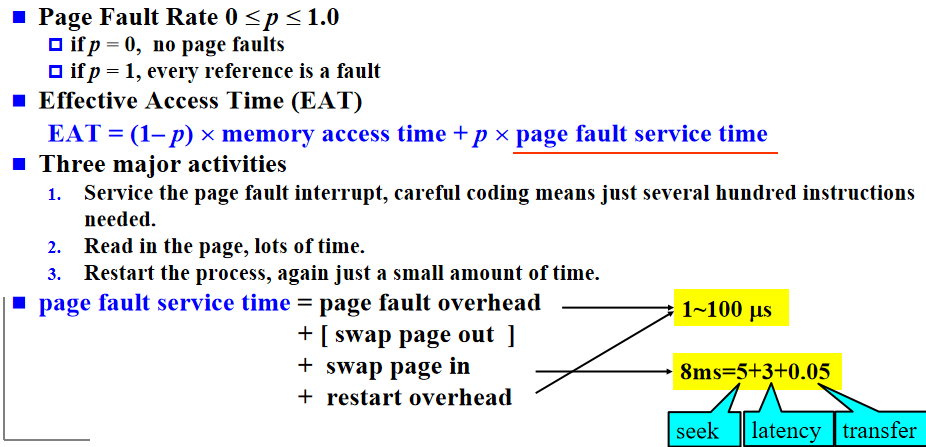 Page Fault Rate 0 ≤ p ≤ 1.0
if p = 0, no page faults
if p = 1, every reference is a fault
Effective Access Time (EAT)
EAT = (1– p) × memory access time + p × page fault service time
Three major activities
1. Service the page fault interrupt, careful coding means just several hundred instructions
needed.
2. Read in the page, lots of time.
3. Restart the process, again just a small amount of time.
page fault service time = page fault overhead
1~100 μs
+ [ swap page out ]
+ swap page in
8ms=5+3+0.05
+ restart overhead
seek latency transfer